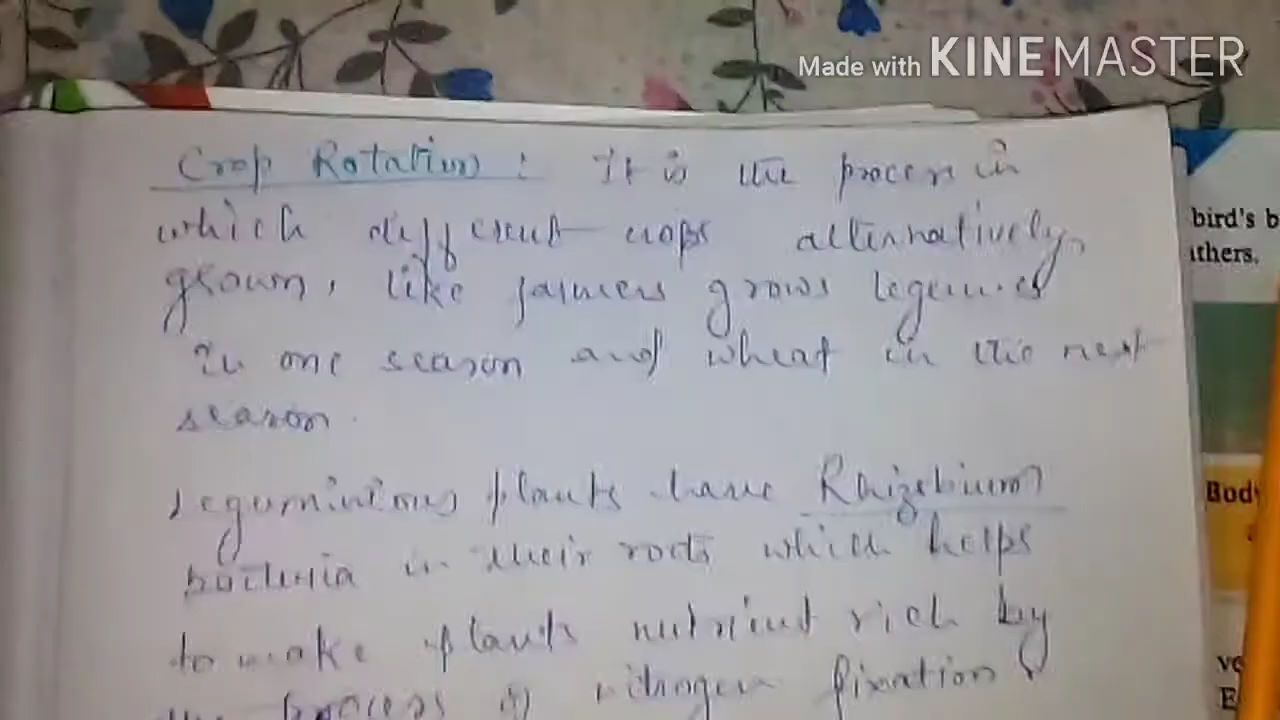 Made with KINEMASTER
Crop Rotation : It is the process in
which different crops alternatively,
grown, like farmers grows legumes
in one season and wheat in the next
season.
Leguminious plants have Rhizobium
bacteria in their roots which helps
to make plants nutrient rich by
the process of nitrogen fixation
bird's b
athers.
Body